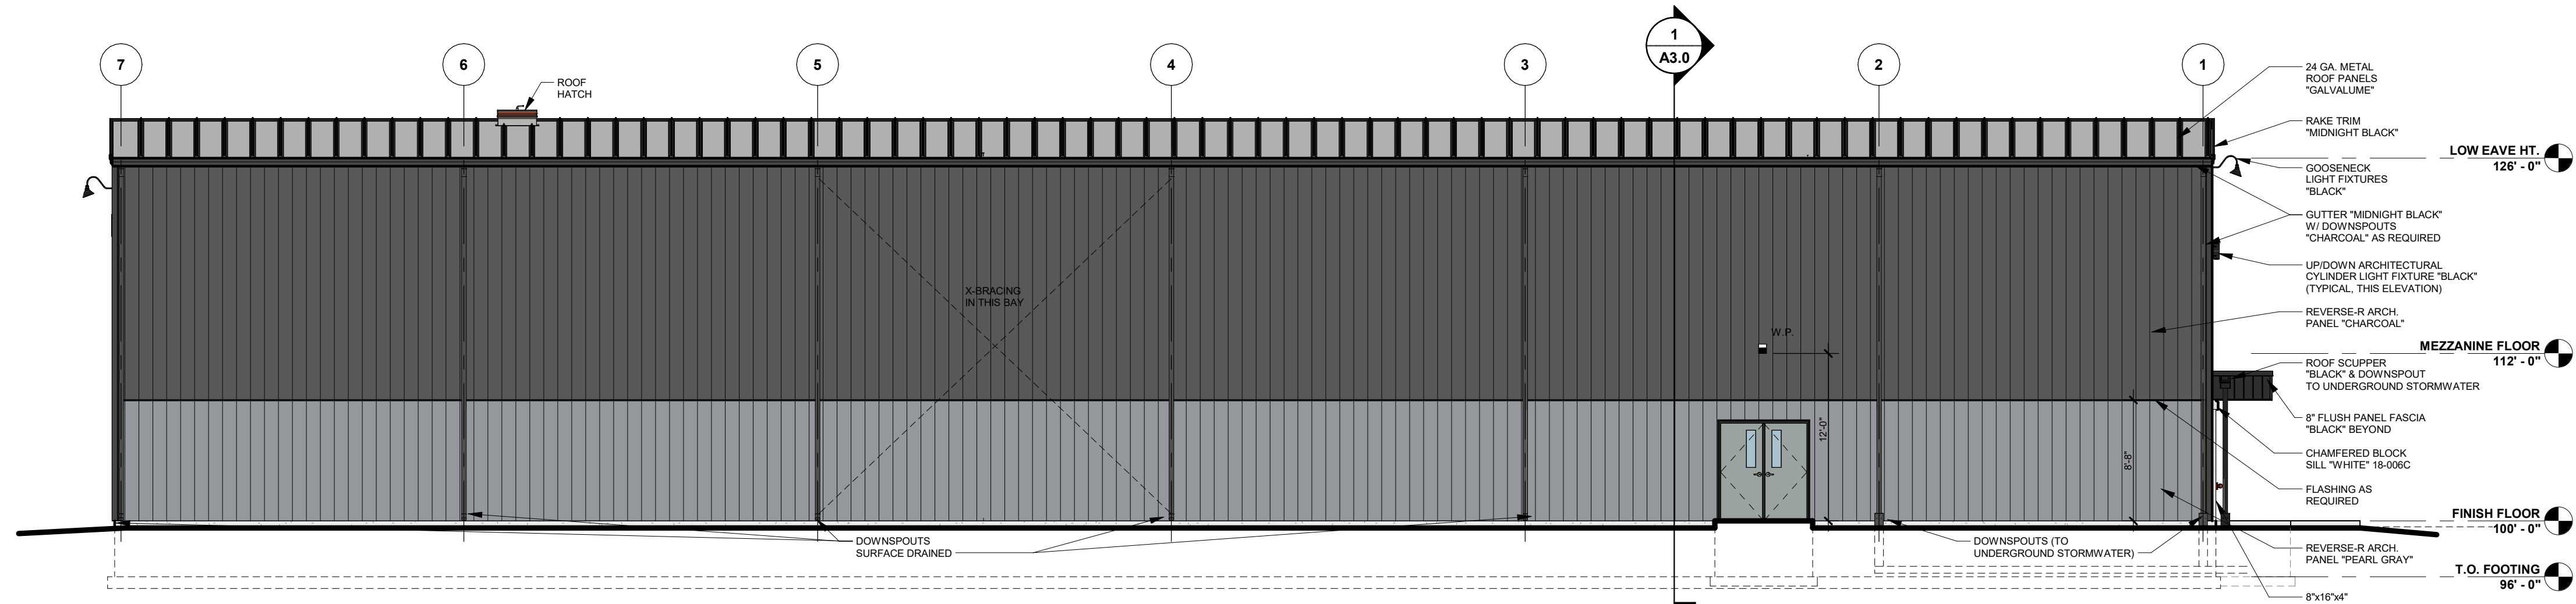 7
6
5
4
3
1
A3.0
2
1
ROOF
HATCH
24 GA. METAL
ROOF PANELS
"GALVALUME"
RAKE TRIM
"MIDNIGHT BLACK"
LOW EAVE HT.
126' - 0"
GOOSENECK
LIGHT FIXTURES
"BLACK"
GUTTER "MIDNIGHT BLACK"
W/ DOWNSPOUTS
"CHARCOAL" AS REQUIRED
UP/DOWN ARCHITECTURAL
CYLINDER LIGHT FIXTURE "BLACK"
(TYPICAL, THIS ELEVATION)
X-BRACING
IN THIS BAY
REVERSE-R ARCH.
PANEL "CHARCOAL"
W.P.
MEZZANINE FLOOR
112' - 0"
ROOF SCUPPER
"BLACK" & DOWNSPOUT
TO UNDERGROUND STORMWATER
8" FLUSH PANEL FASCIA
"BLACK" BEYOND
12'-0"
8'-8"
CHAMFERED BLOCK
SILL "WHITE" 18-006C
FLASHING AS
REQUIRED
FINISH FLOOR
100' - 0"
DOWNSPOUTS
SURFACE DRAINED
DOWNSPOUTS (TO
UNDERGROUND STORMWATER)
REVERSE-R ARCH.
PANEL "PEARL GRAY"
T.O. FOOTING
96' - 0"
8"x16"x4"